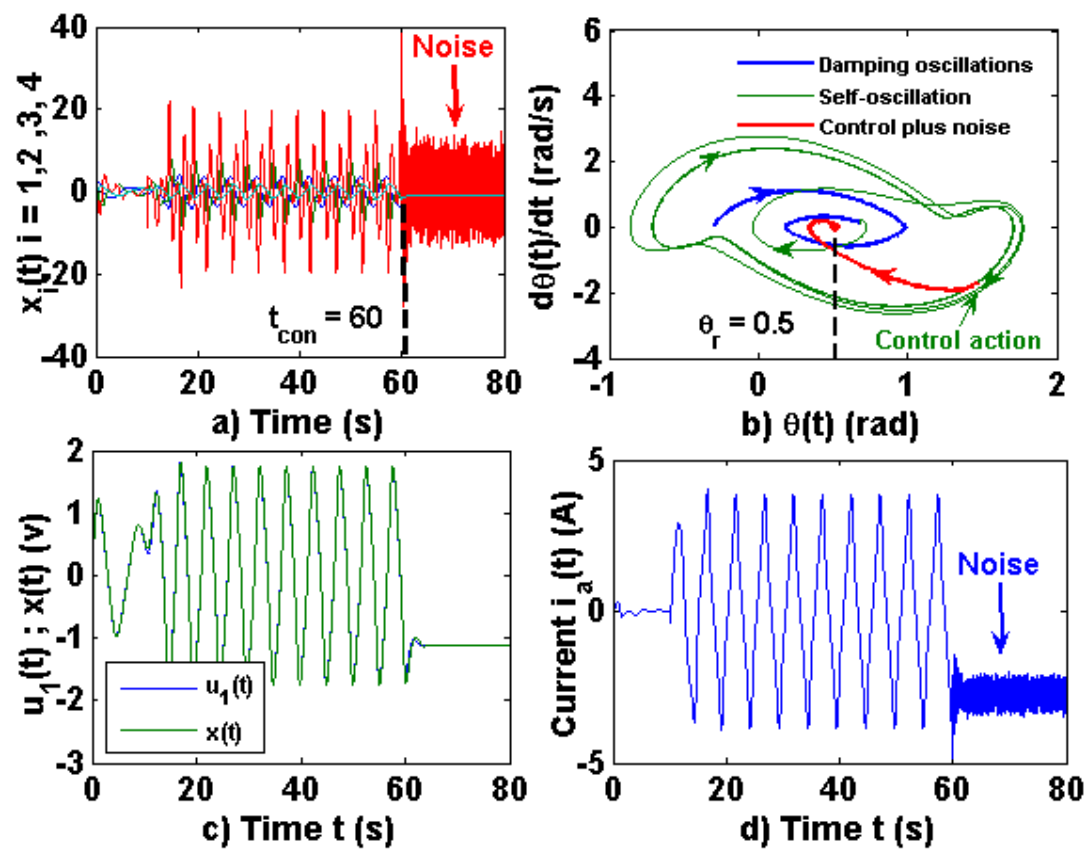 40
20
0
-20
-40
x_i(t) i = 1,2 ,3, 4
Noise
t_con = 60
0 20 40 60 80
a) Time (s)
6
4
2
0
-2
-4
dθ(t)/dt (rad/s)
Damping oscillations
Self-oscillation
Control plus noise
θ_r = 0.5
Control action
-1 0 1 2
b) θ(t) (rad)
2
1
0
-1
-2
-3
u_1(t) ; x(t) (v)
u_1(t)
x(t)
0 20 40 60 80
c) Time t (s)
5
0
-5
Current i_a(t) (A)
Noise
0 20 40 60 80
d) Time t (s)